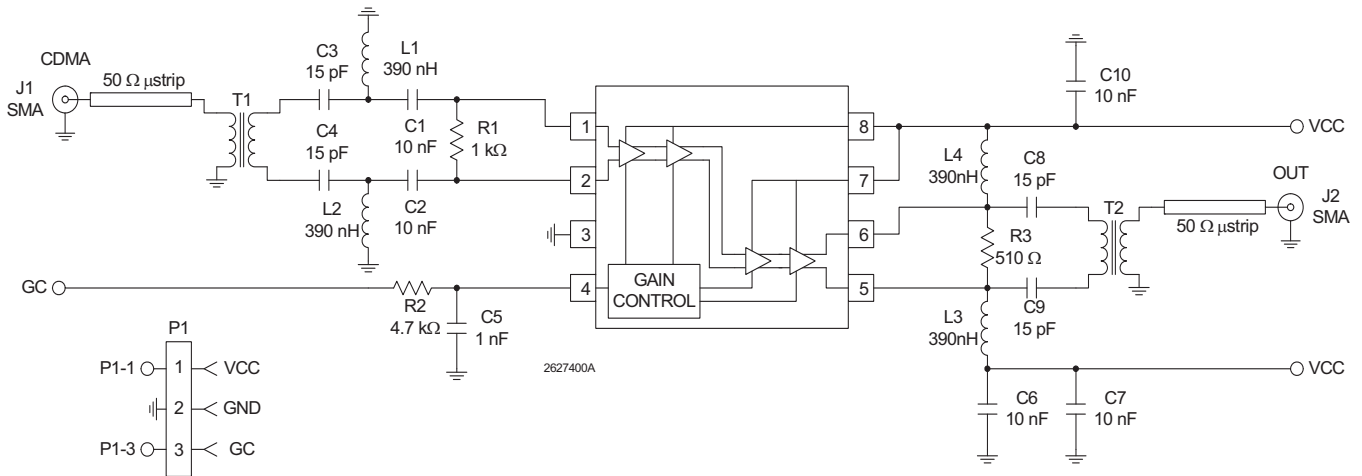 CDMA
J1
SMA
50 Ω μstrip
T1
C3
15 pF
L1
390 nH
C4
15 pF
C1
10 nF
R1
1 kΩ
L2
390 nH
C2
10 nF
1
2
3
4
8
7
6
5
GAIN
CONTROL
GC
R2
4.7 kΩ
C5
1 nF
2627400A
C10
10 nF
VCC
L4
390nH
C8
15 pF
T2
OUT
J2
SMA
50 Ω μstrip
R3
510 Ω
C9
15 pF
L3
390nH
VCC
C6
10 nF
C7
10 nF
P1
P1-1
1
VCC
2
GND
P1-3
3
GC